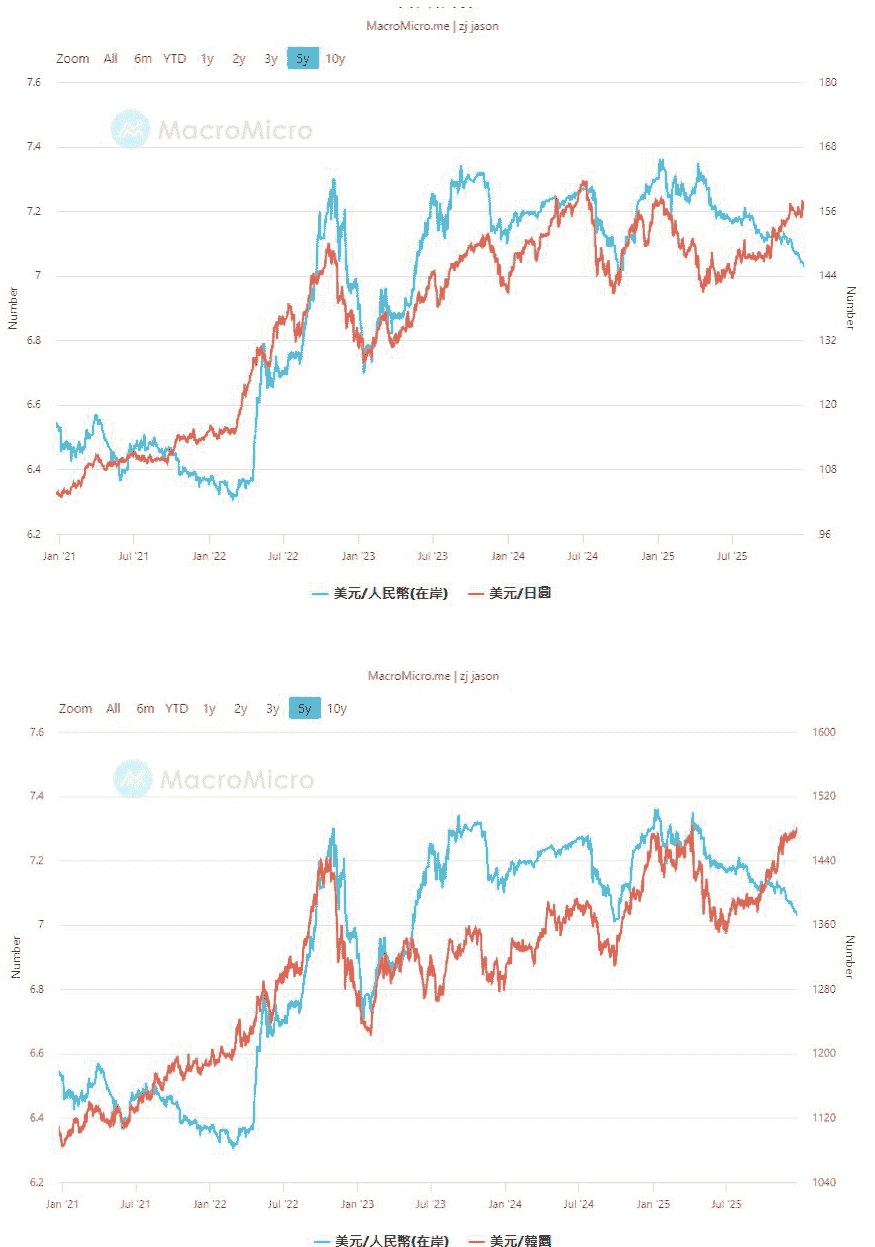 MacroMicro.me | zj jason
Zoom All 6m YTD 1y 2y 3y 5y 10y
7.6 180
MacroMicro
7.4 168
7.2 156
7 144
Number Number
6.8 132
6.6 120
6.4 108
6.2 96
Jan '21 Jul '21 Jan '22 Jul '22 Jan '23 Jul '23 Jan '24 Jul '24 Jan '25 Jul '25
美元/人民幣(在岸) 美元/日圓
MacroMicro.me | zj jason
Zoom All 6m YTD 1y 2y 3y 5y 10y
7.6 1600
MacroMicro
7.4 1520
7.2 1440
7 1360
Number Number
6.8 1280
6.6 1200
6.4 1120
6.2 1040
Jan '21 Jul '21 Jan '22 Jul '22 Jan '23 Jul '23 Jan '24 Jul '24 Jan '25 Jul '25
美元/人民幣(在岸) 美元/韓圜